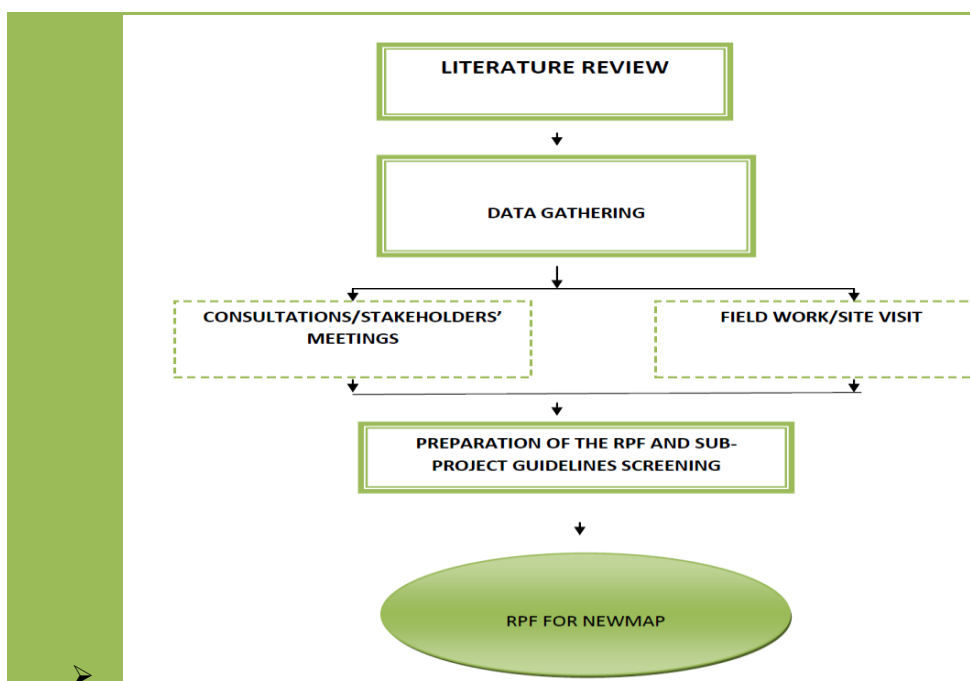 LITERATURE REVIEW
DATA GATHERING
CONSULTATIONS/STAKEHOLDERS’
MEETINGS
FIELD WORK/SITE VISIT
PREPARATION OF THE RPF AND SUB-
PROJECT GUIDELINES SCREENING
RPF FOR NEWMAP